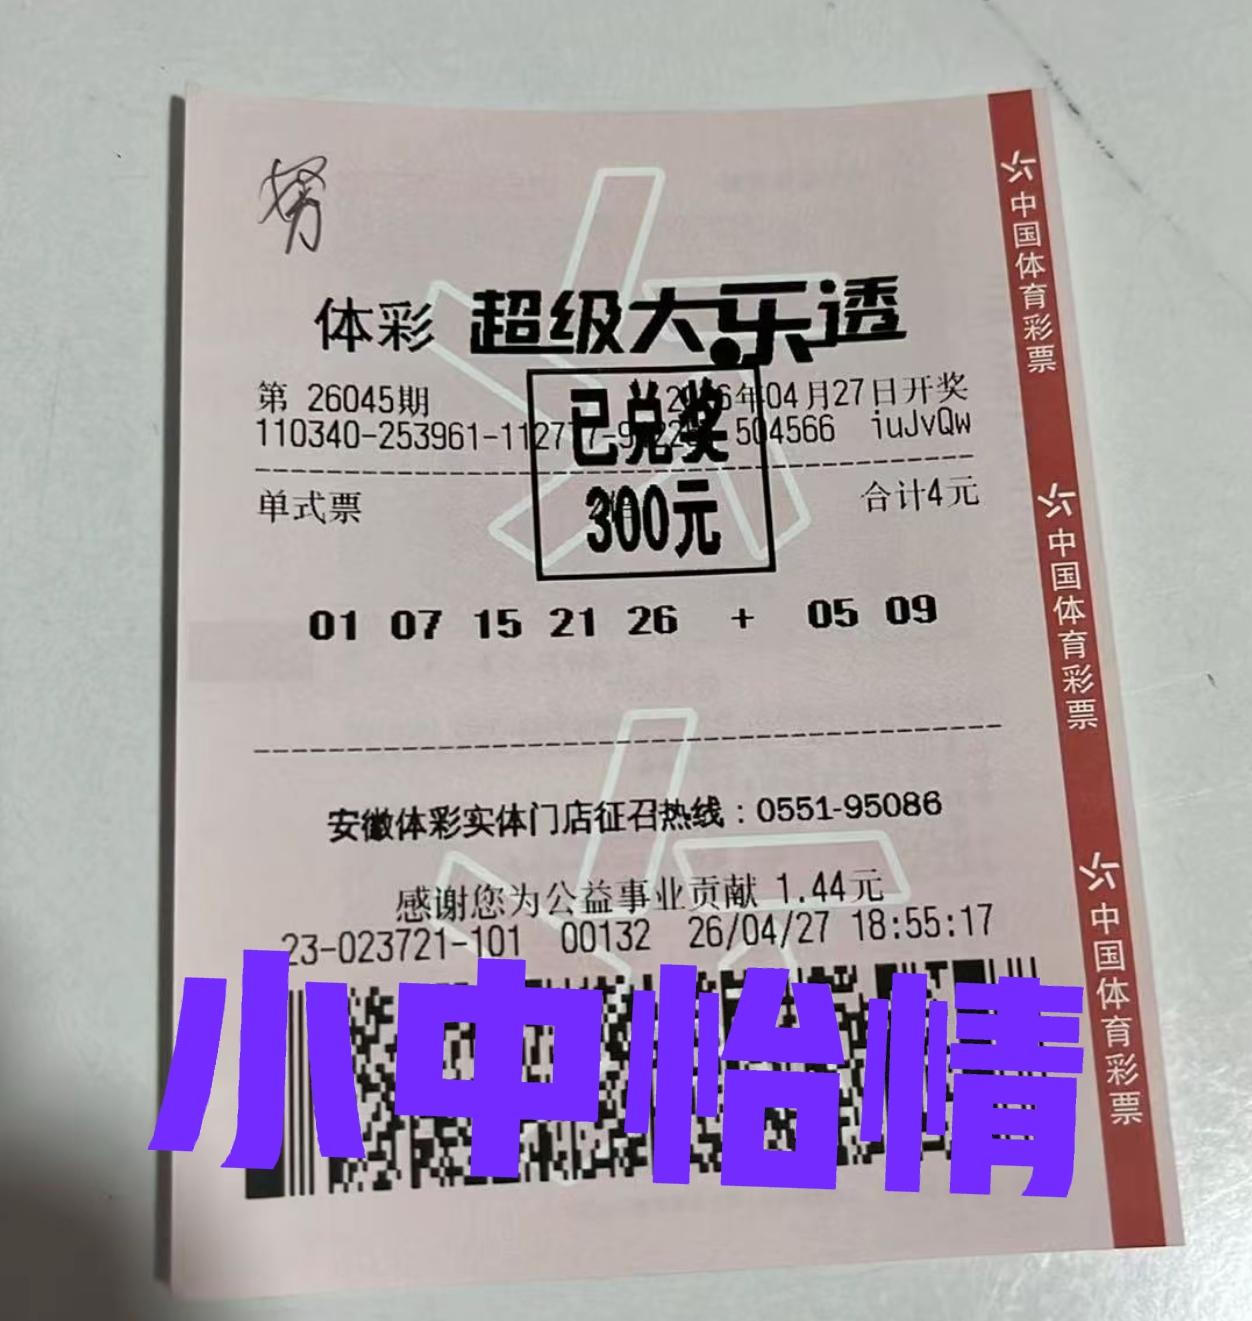 努
体彩 超级大乐透
第 26045期 年04月27日开奖
110340-253961- 504566 iuJvQw
已兑奖
单式票 合计4元
300元
01 07 15 21 26 + 05 09
安徽体彩实体门店征召热线：0551-95086
感谢您为公益事业贡献 1.44元
23-023721-101 00132 26/04/27 18:55:17
小中怡情
中国体育彩票
中国体育彩票
中国体育彩票